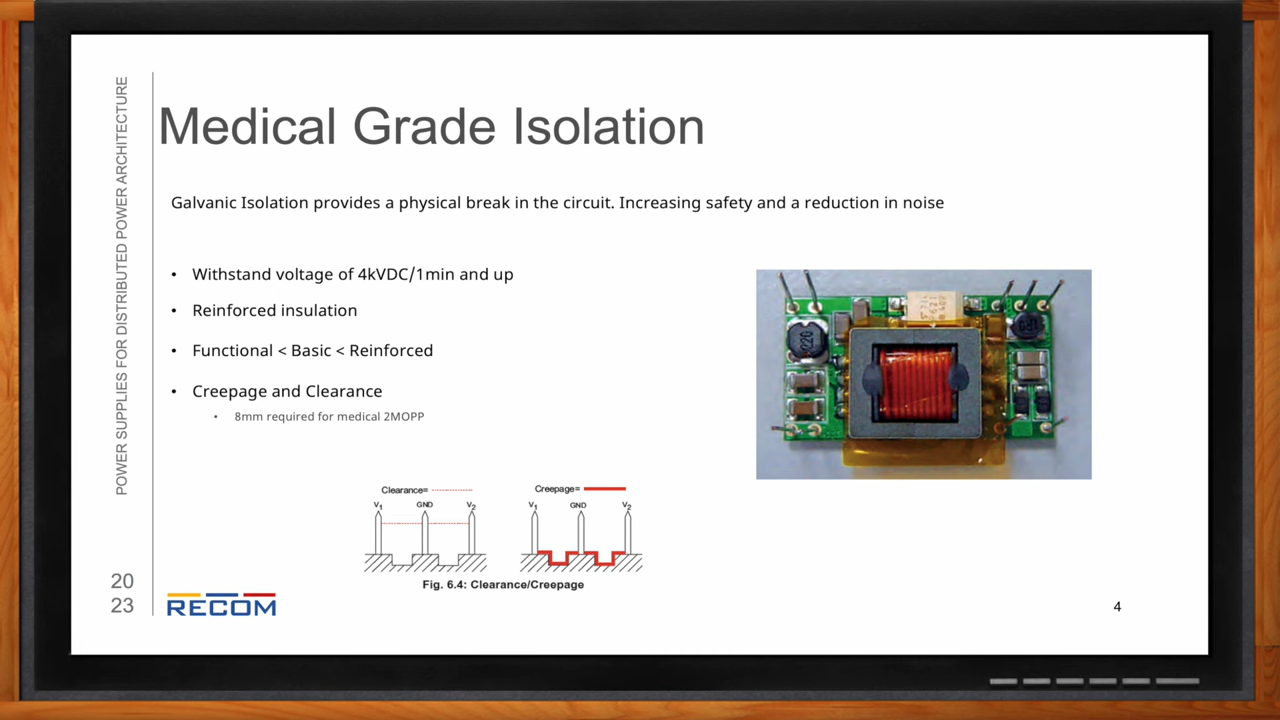 POWER SUPPLIES FOR DISTRIBUTED POWER ARCHITECTURE
Medical Grade Isolation
Galvanic Isolation provides a physical break in the circuit. Increasing safety and a reduction in noise
• Withstand voltage of 4kVDC/1min and up
• Reinforced insulation
• Functional < Basic < Reinforced
• Creepage and Clearance
• 8mm required for medical 2MOPP
220
Clearance=
V1 GND V2
Creepage=
V1 GND V2
Fig. 6.4: Clearance/Creepage
20
23
RECOM
4